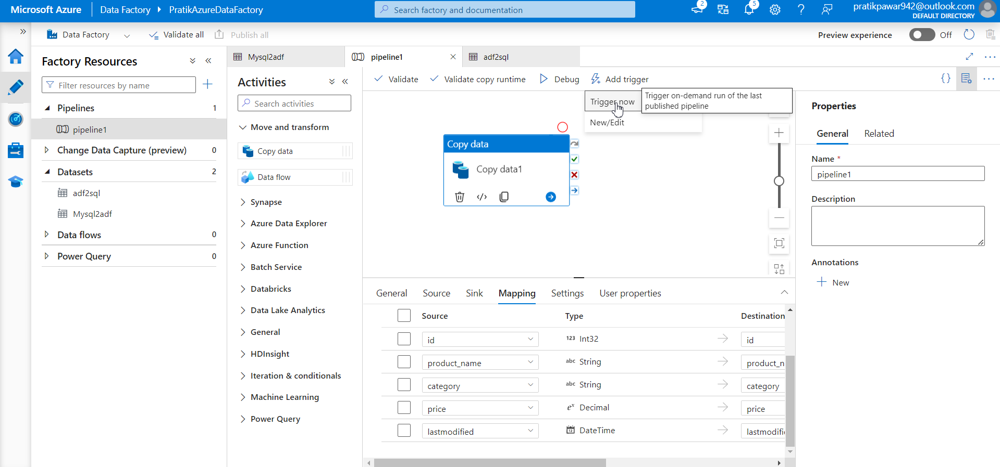 Microsoft Azure
Data Factory
PratikAzureDataFactory
Search factory and documentation
2
5
pratikpawar942@outlook.com
DEFAULT DIRECTORY
Data Factory
Validate all
Publish all
Preview experience
Off
Factory Resources
Filter resources by name
Pipelines
1
pipeline1
Change Data Capture (preview)
0
Datasets
2
adf2sql
Mysql2adf
Data flows
0
Power Query
0
Mysql2adf
pipeline1
adf2sql
Activities
Search activities
Move and transform
Copy data
Data flow
Synapse
Azure Data Explorer
Azure Function
Batch Service
Databricks
Data Lake Analytics
General
HDInsight
Iteration & conditionals
Machine Learning
Power Query
Validate
Validate copy runtime
Debug
Add trigger
Trigger now
Trigger on-demand run of the last
published pipeline
New/Edit
Copy data
Copy data1
General
Source
Sink
Mapping
Settings
User properties
Source
Type
Destination
id
123 Int32
id
product_name
abc String
product_n
category
abc String
category
price
eˣ Decimal
price
lastmodified
12 DateTime
lastmodifi
Properties
General
Related
Name *
pipeline1
Description
Annotations
New